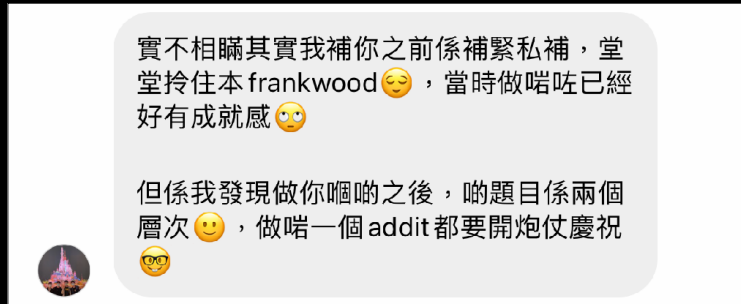 實不相瞞其實我補你之前係補緊私補，堂
堂拎住本frankwood😌，當時做啱咗已經
好有成就感🙄
但係我發現做你嗰啲之後，啲題目係兩個
層次🙂，做啱一個addit都要開炮仗慶祝
🤓